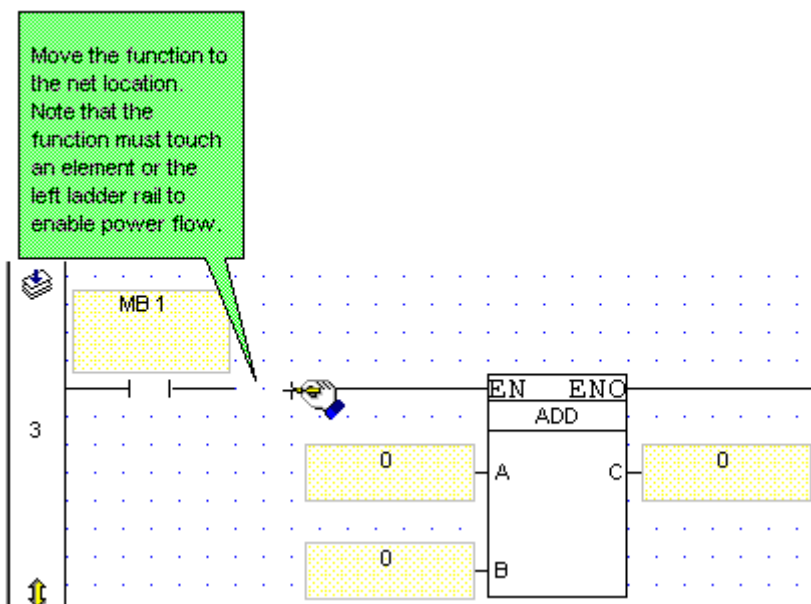 Move the function to
the net location.
Note that the
function must touch
an element or the
left ladder rail to
enable power flow.
MB 1
EN ENO
ADD
3
0
A
C
0
0
B